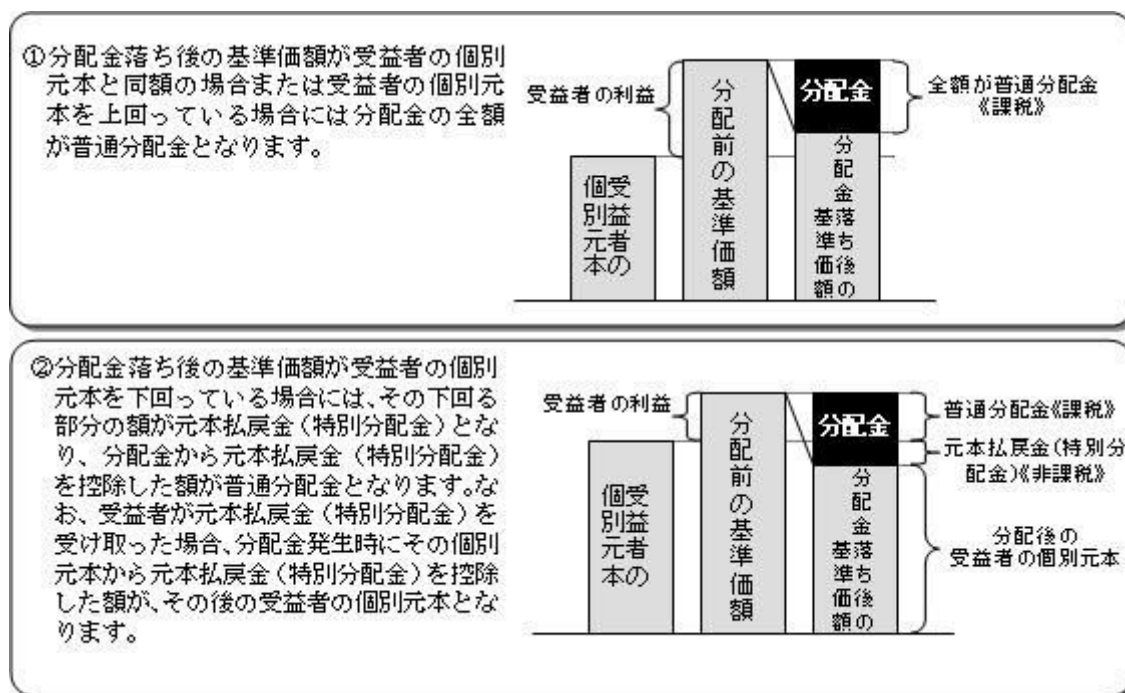 ①分配金落ち後の基準価額が受益者の個別
元本と同額の場合または受益者の個別元
本を上回っている場合には分配金の全額
が普通分配金となります。
受益者の利益
受益者の
個別元本
分配前の基準価額
分配金
分配金落ち後の
基準価額
全額が普通分配金
《課税》
②分配金落ち後の基準価額が受益者の個別
元本を下回っている場合には、その下回る
部分の額が元本払戻金(特別分配金)とな
り、分配金から元本払戻金(特別分配金)
を控除した額が普通分配金となります。な
お、受益者が元本払戻金(特別分配金)を
受け取った場合、分配金発生時にその個別
元本から元本払戻金(特別分配金)を控除
した額が、その後の受益者の個別元本とな
ります。
受益者の利益
受益者の
個別元本
分配前の基準価額
分配金
分配金落ち後の
基準価額
普通分配金《課税》
元本払戻金(特別分
配金)《非課税》
分配後の
受益者の個別元本